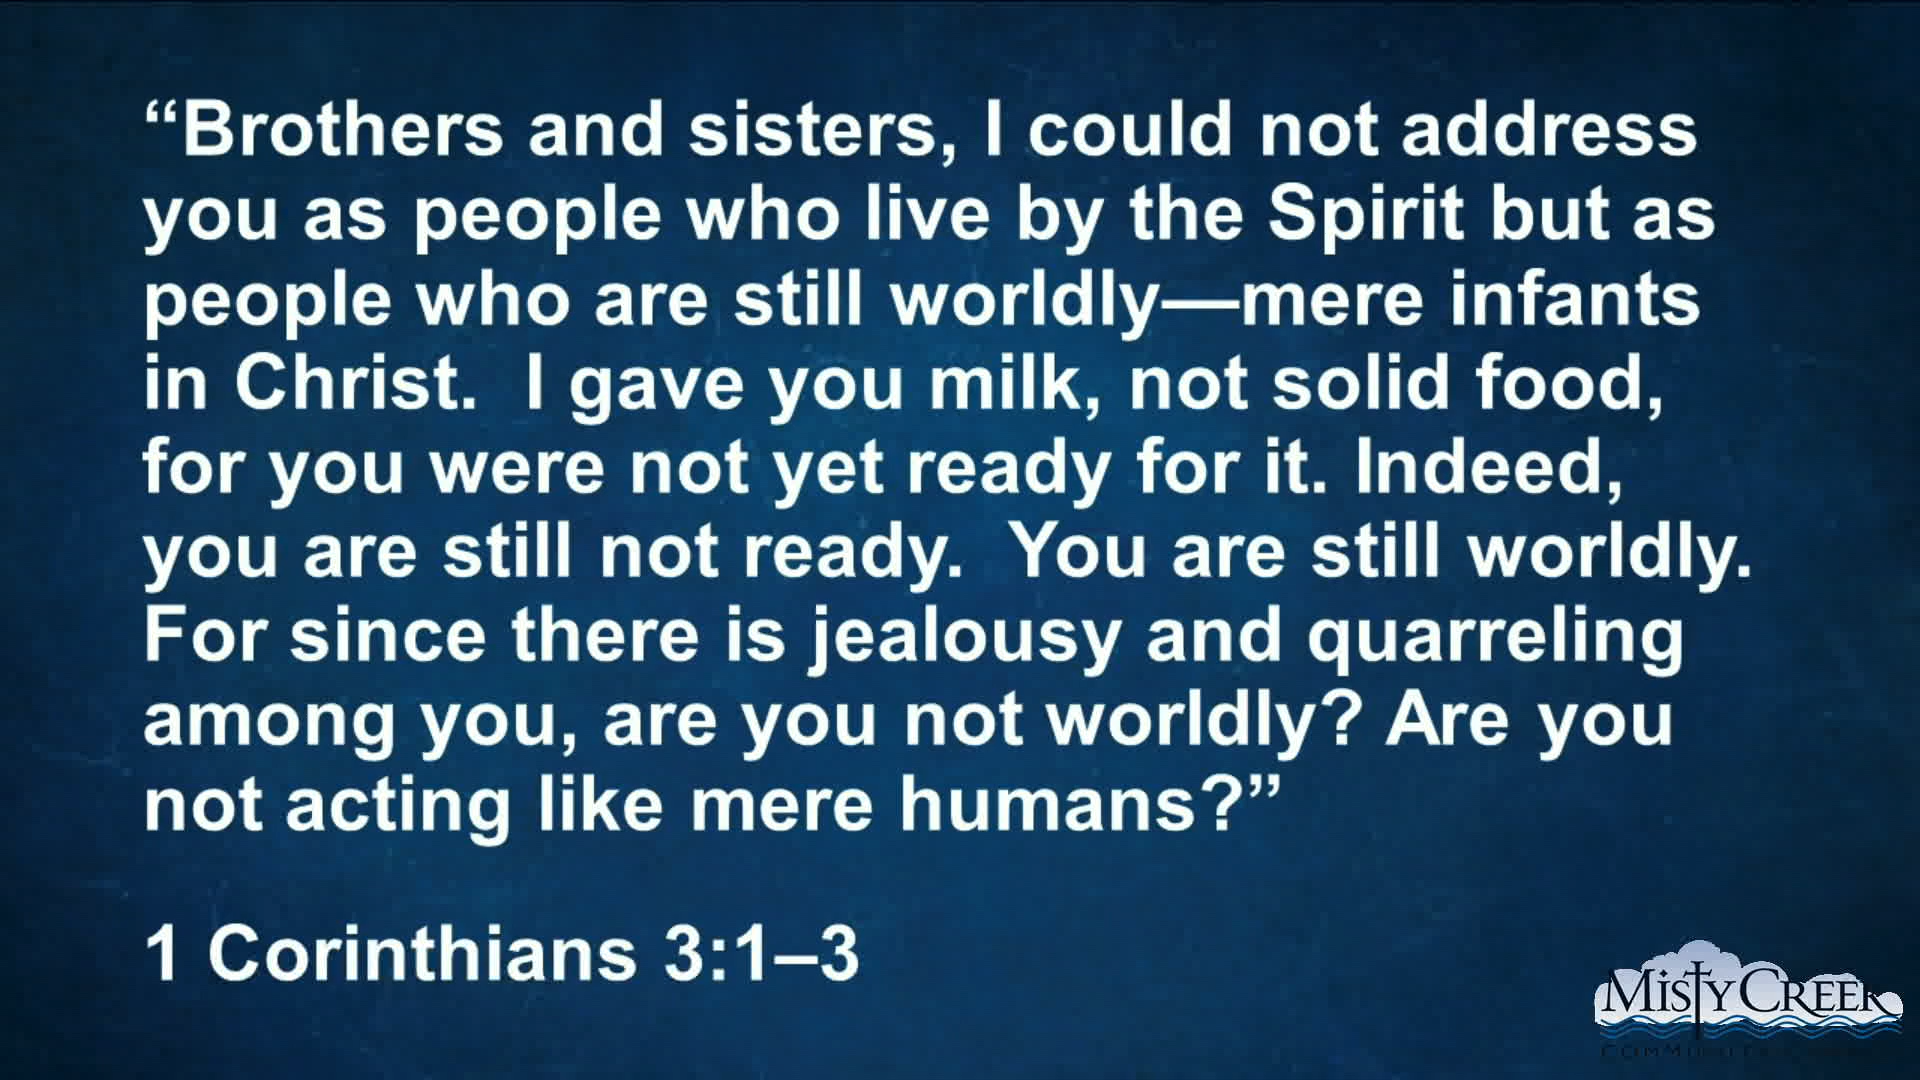 “Brothers and sisters, I could not address
you as people who live by the Spirit but as
people who are still worldly—mere infants
in Christ.  I gave you milk, not solid food,
for you were not yet ready for it. Indeed,
you are still not ready.  You are still worldly.
For since there is jealousy and quarreling
among you, are you not worldly? Are you
not acting like mere humans?”
1 Corinthians 3:1–3
MISTY CREEK
COMMUNITY